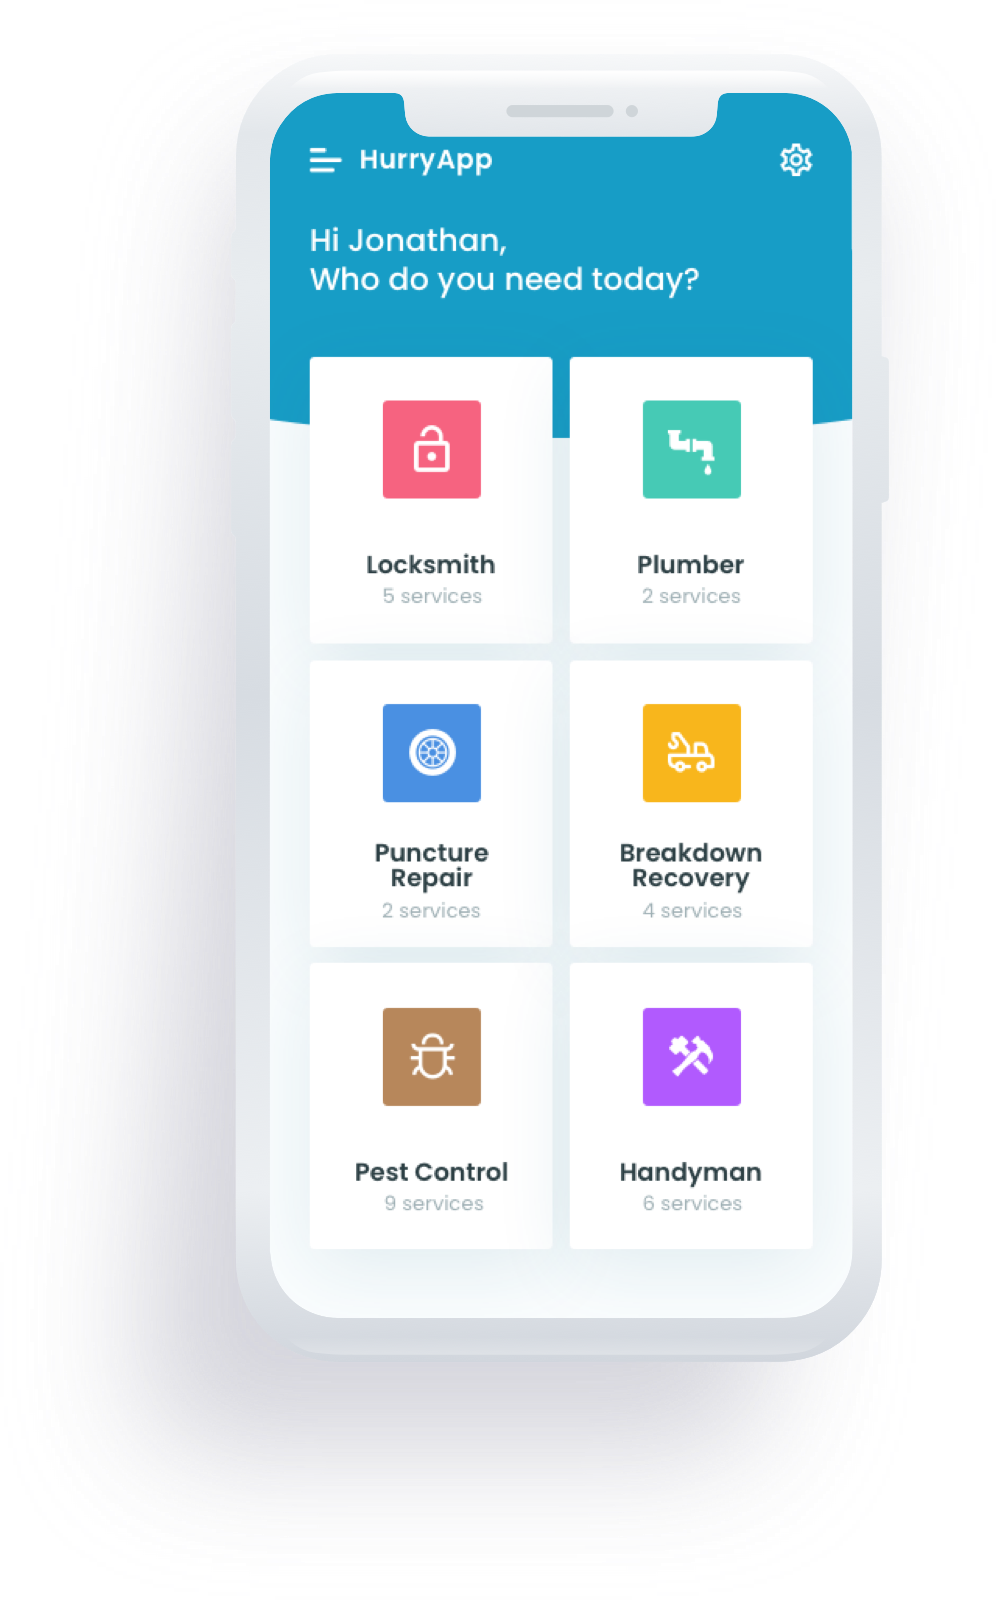 HurryApp
Hi Jonathan,
Who do you need today?
Locksmith
5 services
Plumber
2 services
Puncture
Repair
2 services
Breakdown
Recovery
4 services
Pest Control
9 services
Handyman
6 services